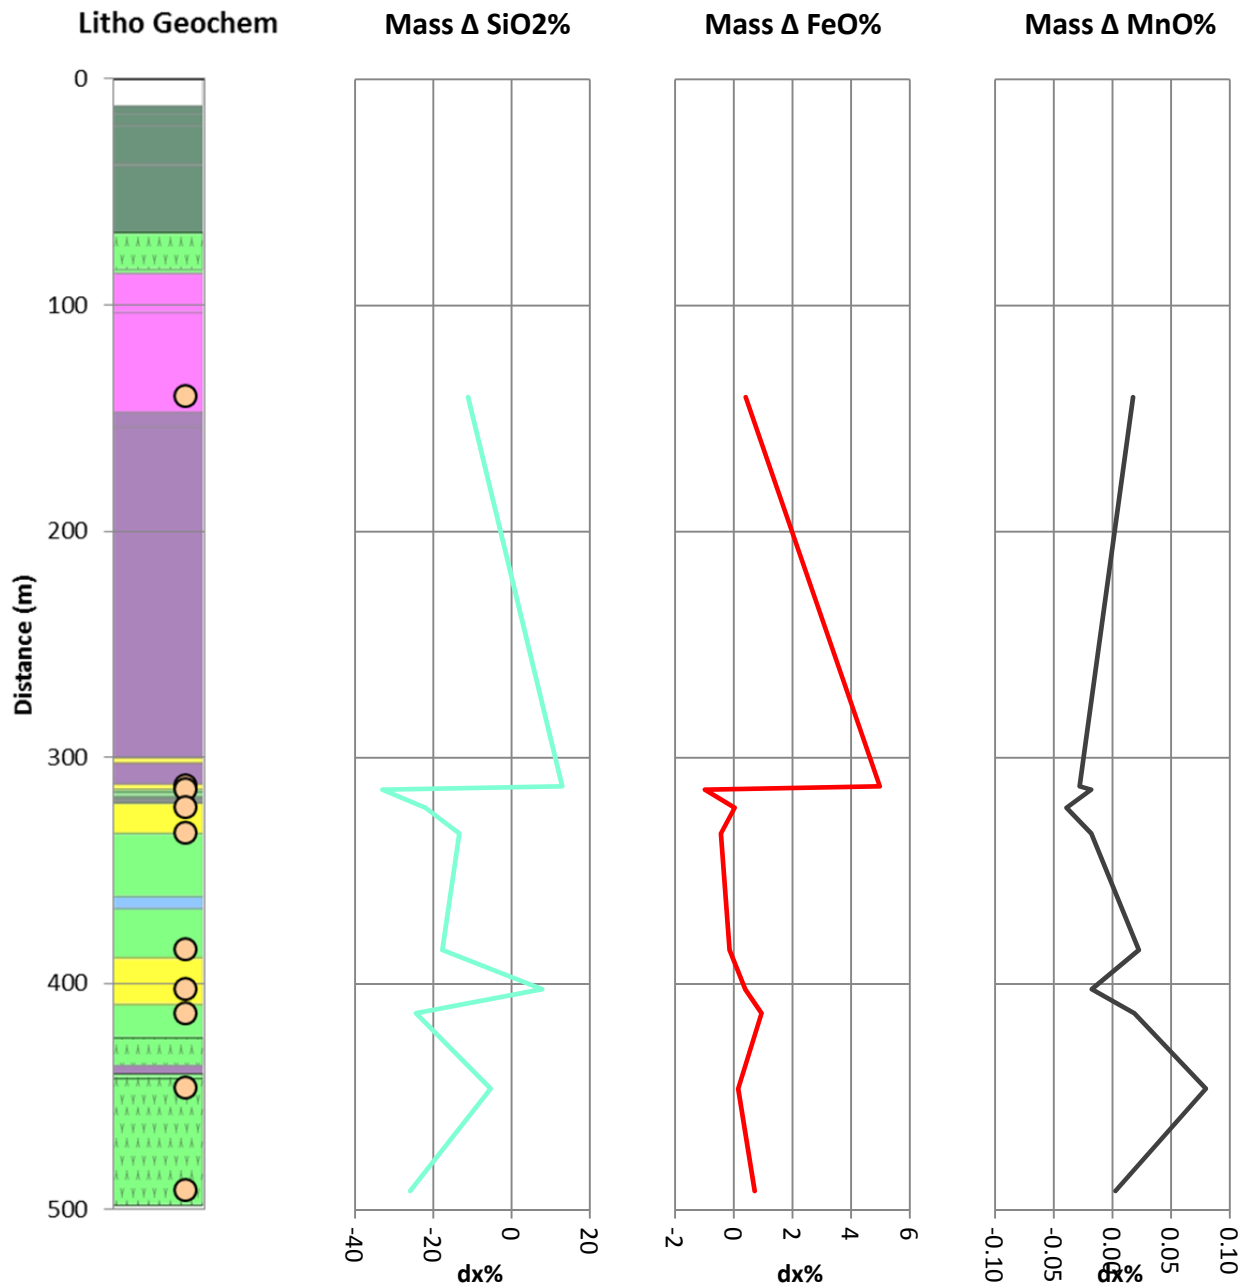 Litho Geochem
Mass Δ SiO2%
Mass Δ FeO%
Mass Δ MnO%
Distance (m)
0
100
200
300
400
500
-40
-20
0
20
dx%
-2
0
2
4
6
dx%
-0.10
-0.05
0.00
0.05
0.10
dx%